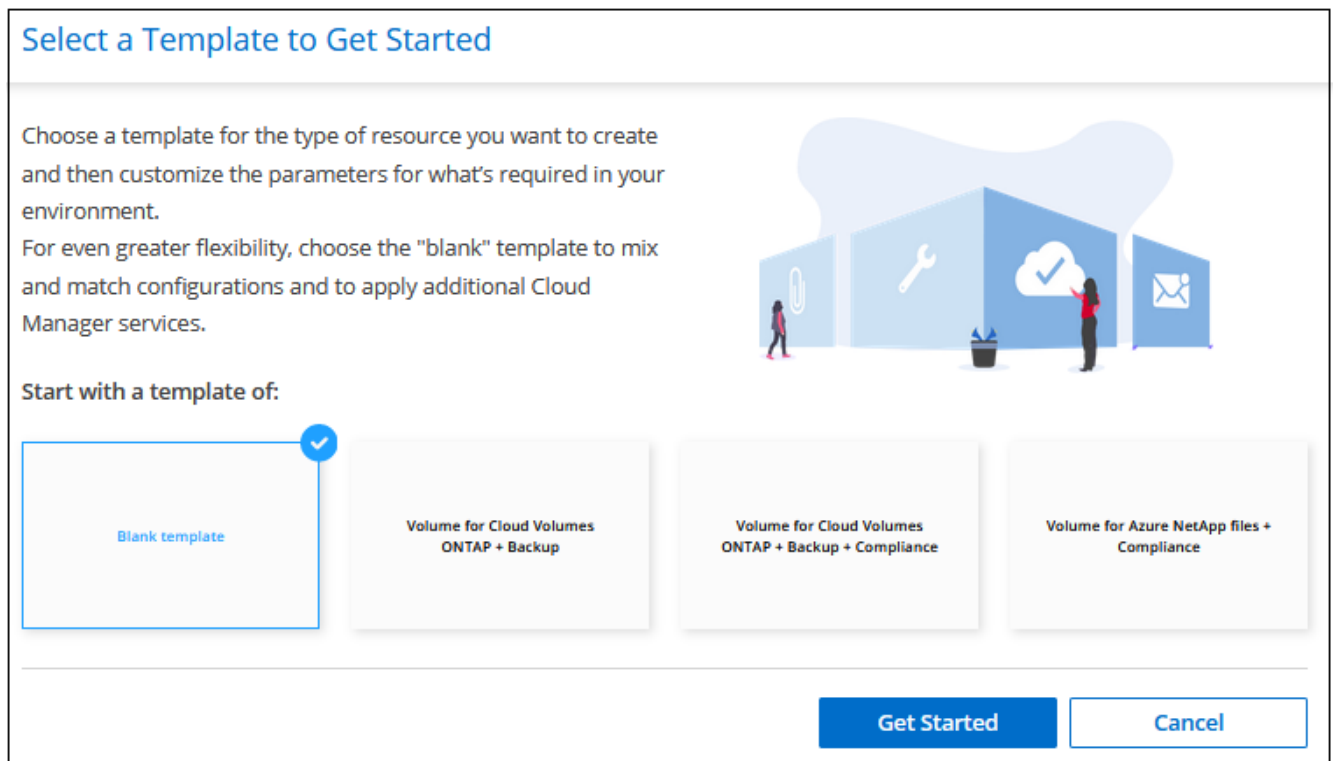 Select a Template to Get Started
Choose a template for the type of resource you want to create
and then customize the parameters for what's required in your
environment.
For even greater flexibility, choose the "blank" template to mix
and match configurations and to apply additional Cloud
Manager services.
Start with a template of:
Blank template
Volume for Cloud Volumes
ONTAP + Backup
Volume for Cloud Volumes
ONTAP + Backup + Compliance
Volume for Azure NetApp files +
Compliance
Get Started
Cancel